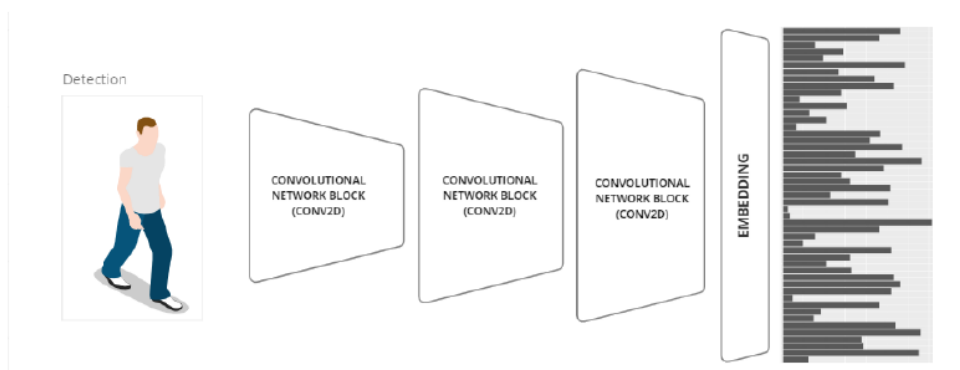 Detection
CONVOLUTIONAL
NETWORK BLOCK
(CONV2D)
CONVOLUTIONAL
NETWORK BLOCK
(CONV2D)
CONVOLUTIONAL
NETWORK BLOCK
(CONV2D)
EMBEDDING